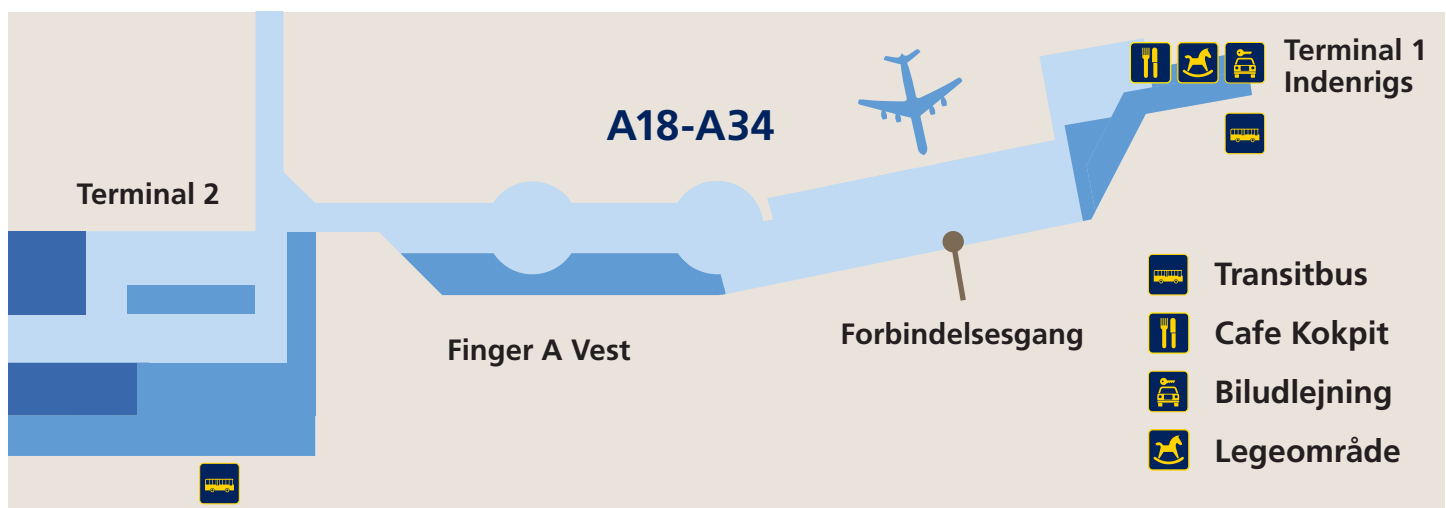 Terminal 1
Indenrigs
A18-A34
Terminal 2
Transitbus
Forbindelsesgang
Cafe Kokpit
Finger A Vest
Biludlejning
Legeområde